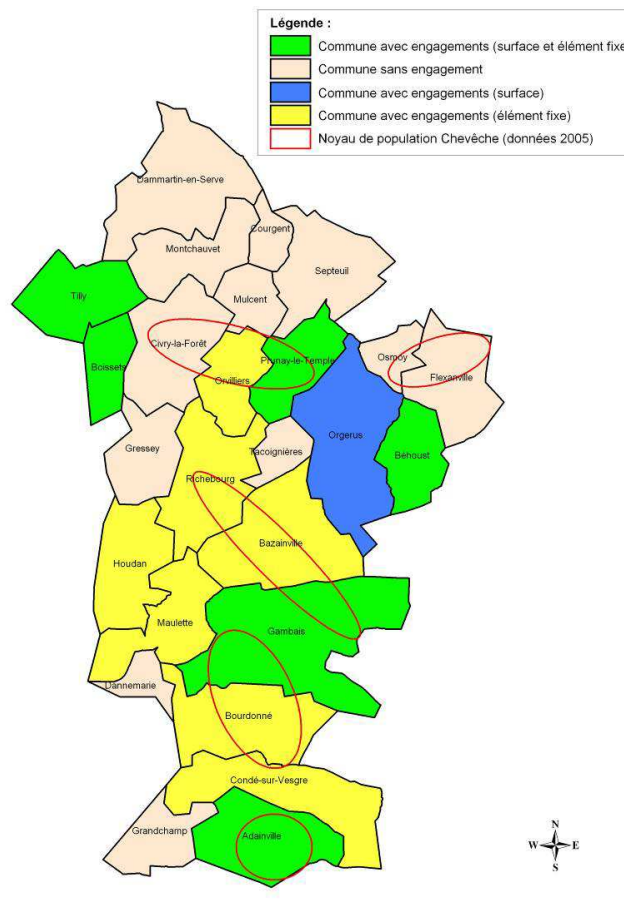 Légende :
Commune avec engagements (surface et élément fixe
Commune sans engagement
Commune avec engagements (surface)
Commune avec engagements (élément fixe)
Noyau de population Chevêche (données 2005)
Dammartin-en-Serve
Courgent
Montchauvet
Septeuil
Tilly
Mulcent
Civry-la-Forêt
Prunay-le-Temple
Osmoy
Boissets
Flexanville
Orvilliers
Orgerus
Gressey
Tacoignières
Béhoust
Richebourg
Bazainville
Houdan
Maulette
Gambais
Dannemarie
Bourdonné
Condé-sur-Vesgre
Grandchamp
Adainville
N
W E
S